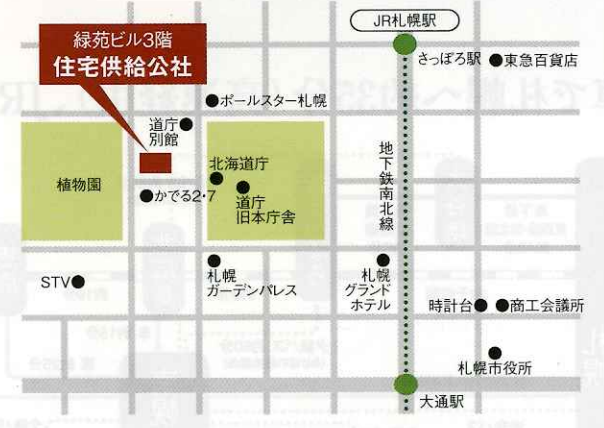 JR札幌駅
緑苑ビル3階
住宅供給公社
さっぽろ駅
東急百貨店
ポールスター札幌
道庁
別館
北海道庁
植物園
かでる2・7
道庁
旧本庁舎
地下鉄南北線
STV
札幌
ガーデンパレス
札幌
グランド
ホテル
時計台
商工会議所
札幌市役所
大通駅